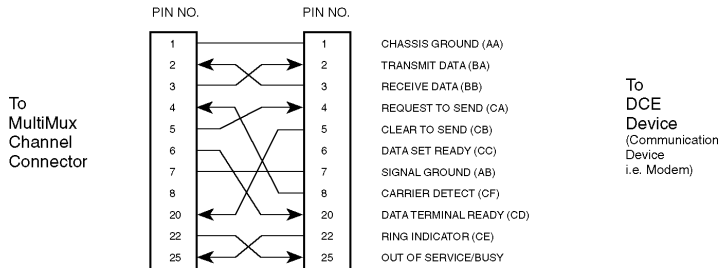 PIN NO. PIN NO.
1 1 CHASSIS GROUND (AA)
2 2 TRANSMIT DATA (BA)
3 3 RECEIVE DATA (BB)
4 4 REQUEST TO SEND (CA)
5 5 CLEAR TO SEND (CB)
6 6 DATA SET READY (CC)
7 7 SIGNAL GROUND (AB)
8 8 CARRIER DETECT (CF)
20 20 DATA TERMINAL READY (CD)
22 22 RING INDICATOR (CE)
25 25 OUT OF SERVICE/BUSY
To
MultiMux
Channel
Connector
To
DCE
Device
(Communication
Device
i.e. Modem)